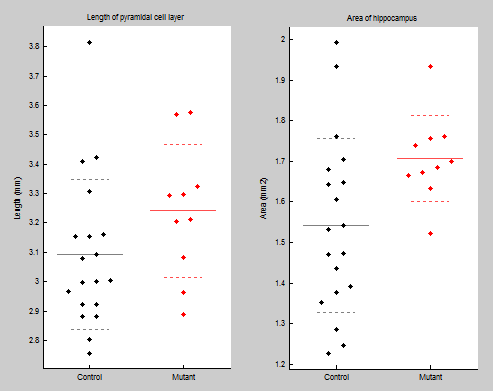 Length of pyramidal cell layer
3.8
3.7
3.6
3.5
3.4
3.3
3.2
3.1
3
2.9
2.8
Length (mm)
Control
Mutant
Area of hippocampus
2
1.9
1.8
1.7
1.6
1.5
1.4
1.3
1.2
Area (mm2)
Control
Mutant